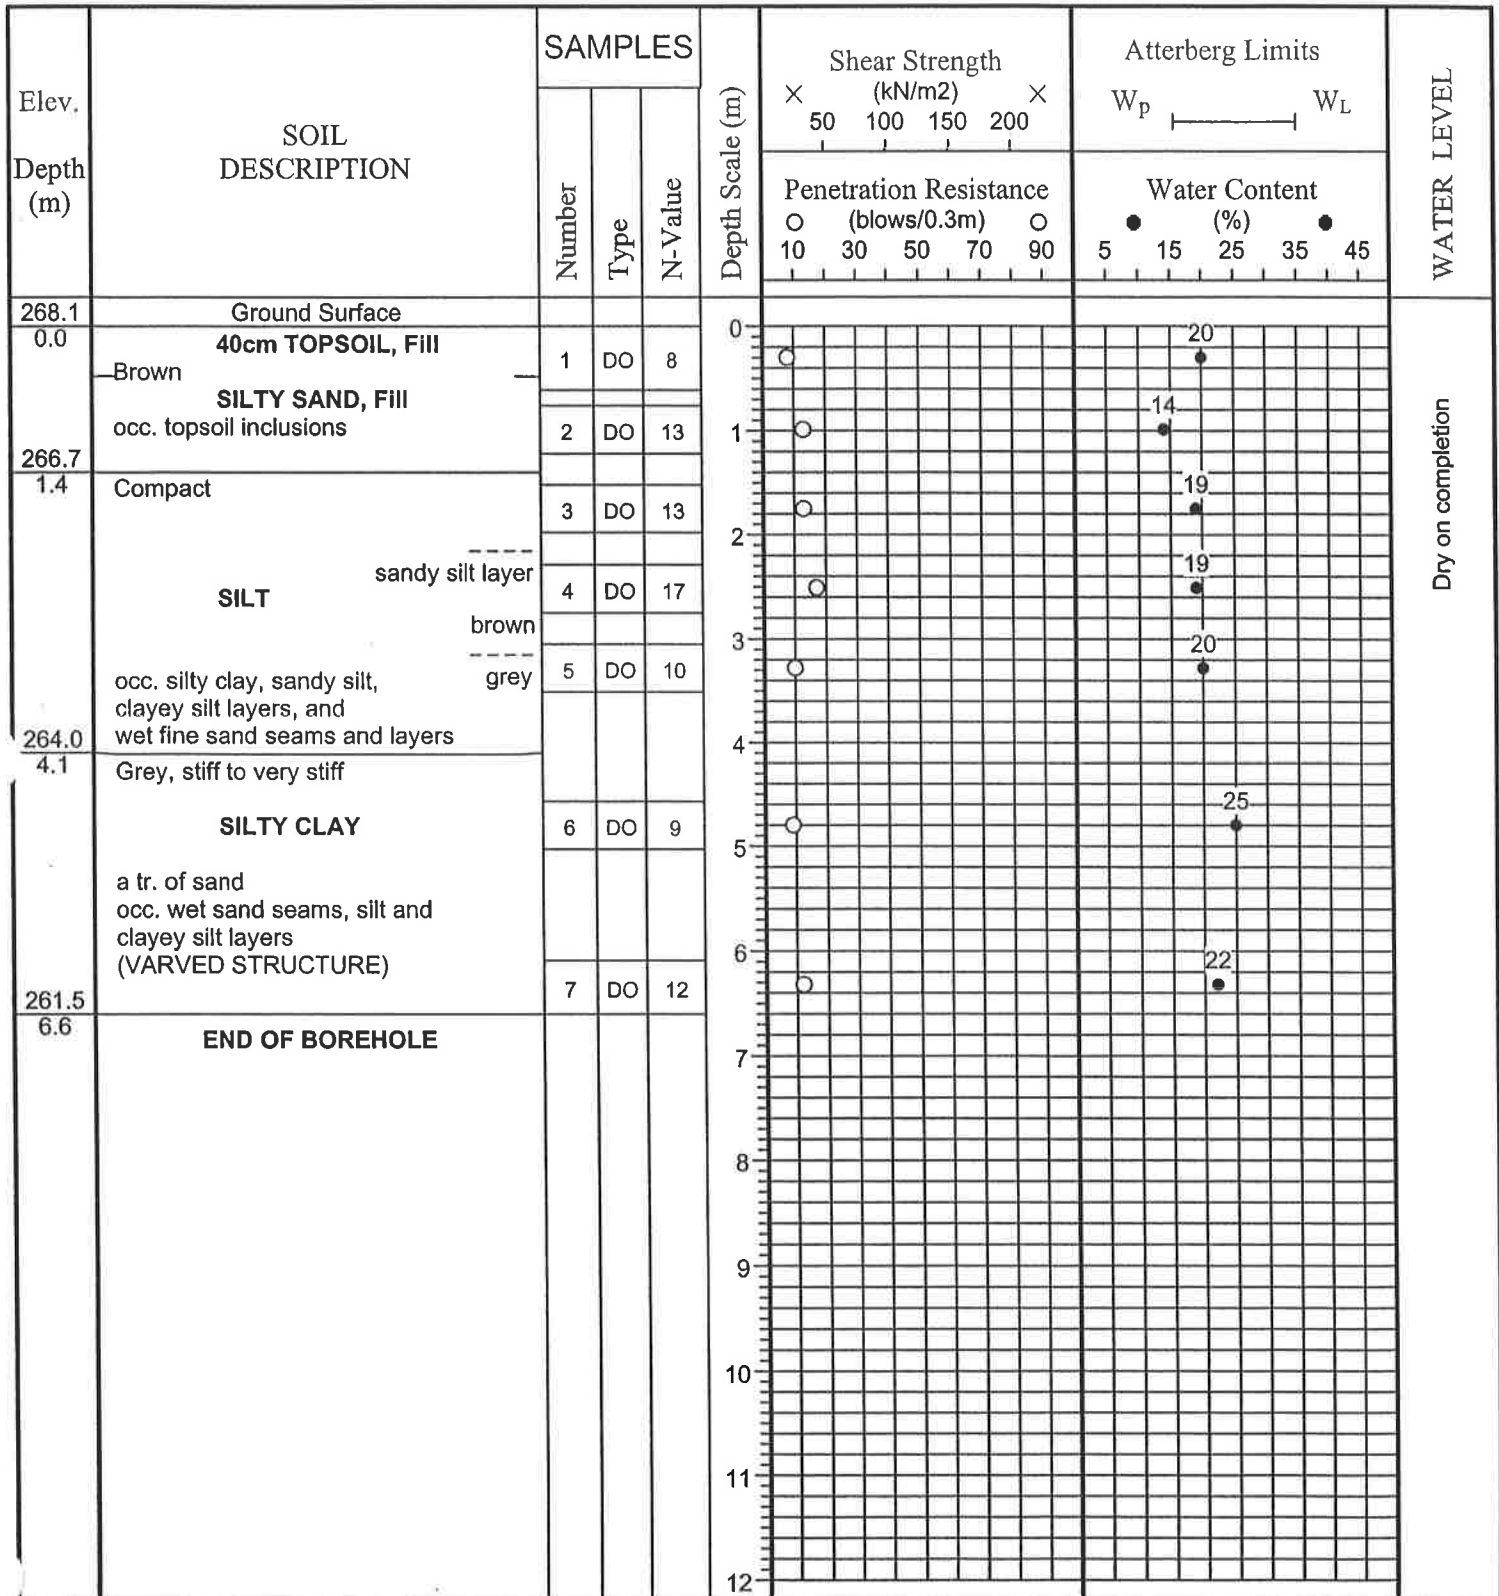 Elev.
Depth
(m)
SOIL
DESCRIPTION
SAMPLES
Number
Type
N-Value
Depth Scale (m)
Shear Strength
× (kN/m2) ×
50 100 150 200
Penetration Resistance
○ (blows/0.3m) ○
10 30 50 70 90
Atterberg Limits
Wp WL
Water Content
● (%) ●
5 15 25 35 45
WATER LEVEL
268.1 Ground Surface
0.0 40cm TOPSOIL, Fill
Brown
SILTY SAND, Fill
occ. topsoil inclusions
266.7
1.4 Compact
sandy silt layer
SILT
brown
grey
occ. silty clay, sandy silt,
clayey silt layers, and
wet fine sand seams and layers
264.0
4.1 Grey, stiff to very stiff
SILTY CLAY
a tr. of sand
occ. wet sand seams, silt and
clayey silt layers
(VARVED STRUCTURE)
261.5
6.6 END OF BOREHOLE
1 DO 8
2 DO 13
3 DO 13
4 DO 17
5 DO 10
6 DO 9
7 DO 12
0
1
2
3
4
5
6
7
8
9
10
11
12
20
14
19
19
20
25
22
Dry on completion